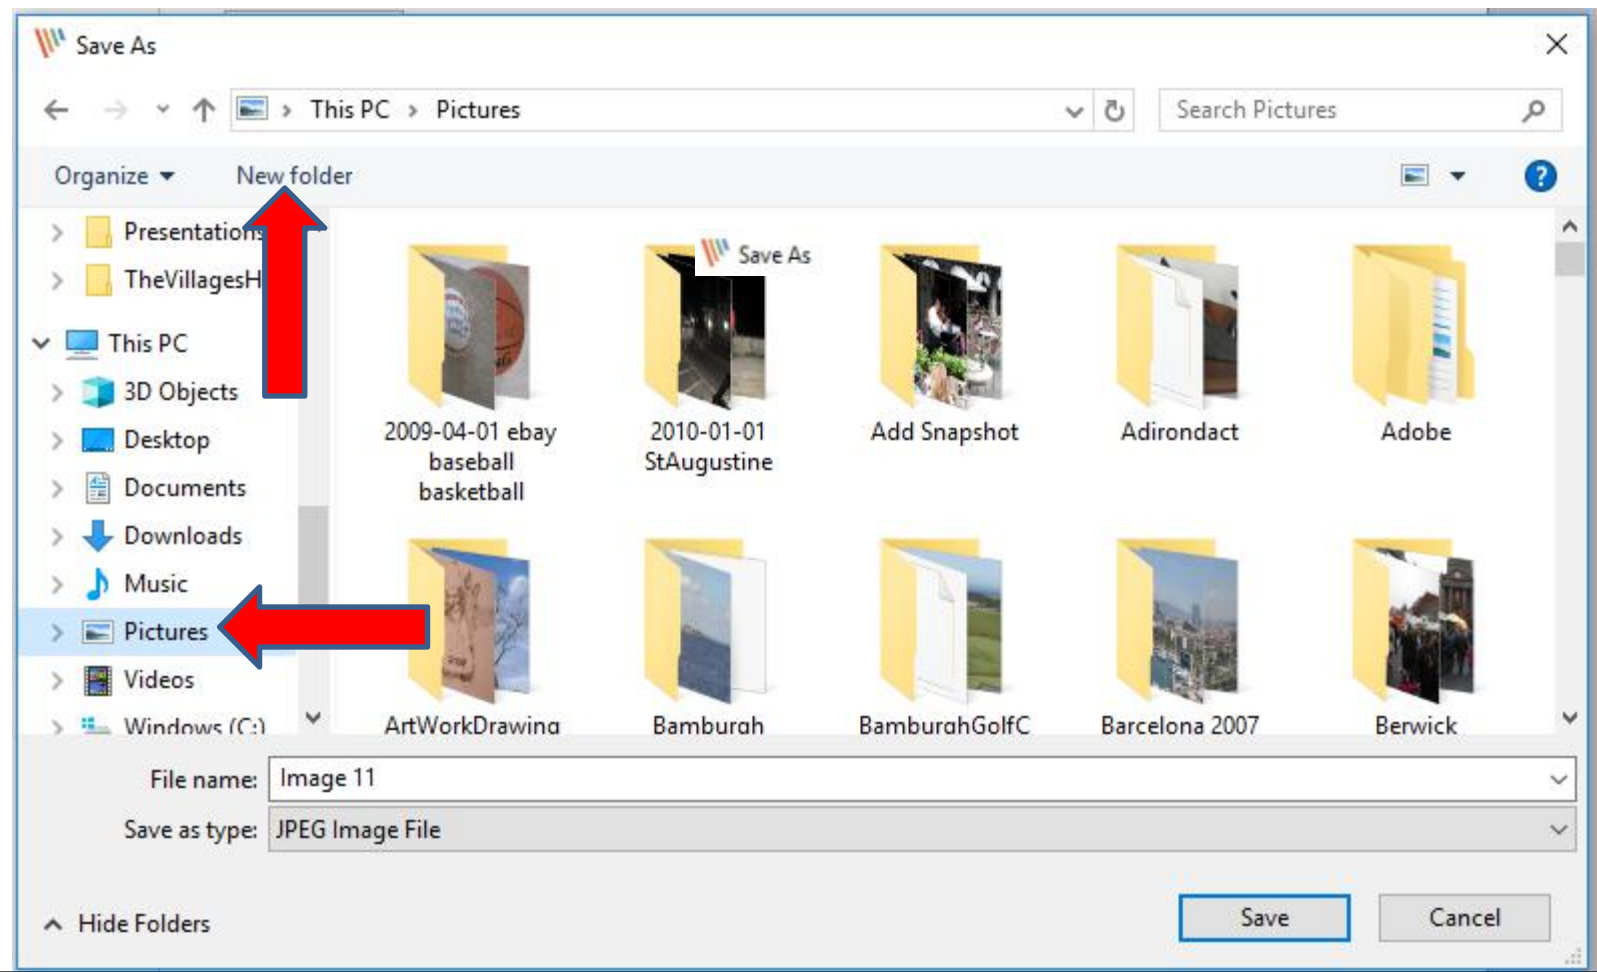 Save As
This PC > Pictures
Search Pictures
Organize
New folder
?
Presentations
TheVillagesH
This PC
3D Objects
Desktop
Documents
Downloads
Music
Pictures
Videos
Windows (C:)
Save As
2009-04-01 ebay
baseball
basketball
2010-01-01
StAugustine
Add Snapshot
Adirondact
Adobe
ArtWorkDrawing
Bamburgh
BamburghGolfC
Barcelona 2007
Berwick
File name: Image 11
Save as type: JPEG Image File
Hide Folders
Save
Cancel